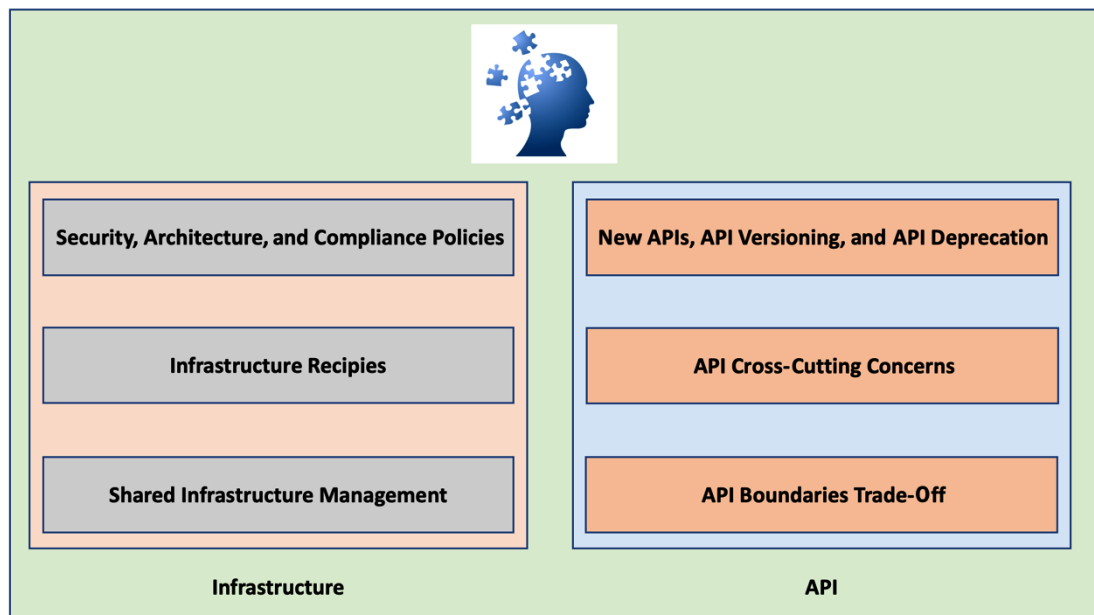 Security, Architecture, and Compliance Policies
Infrastructure Recipies
Shared Infrastructure Management
Infrastructure
New APIs, API Versioning, and API Deprecation
API Cross-Cutting Concerns
API Boundaries Trade-Off
API